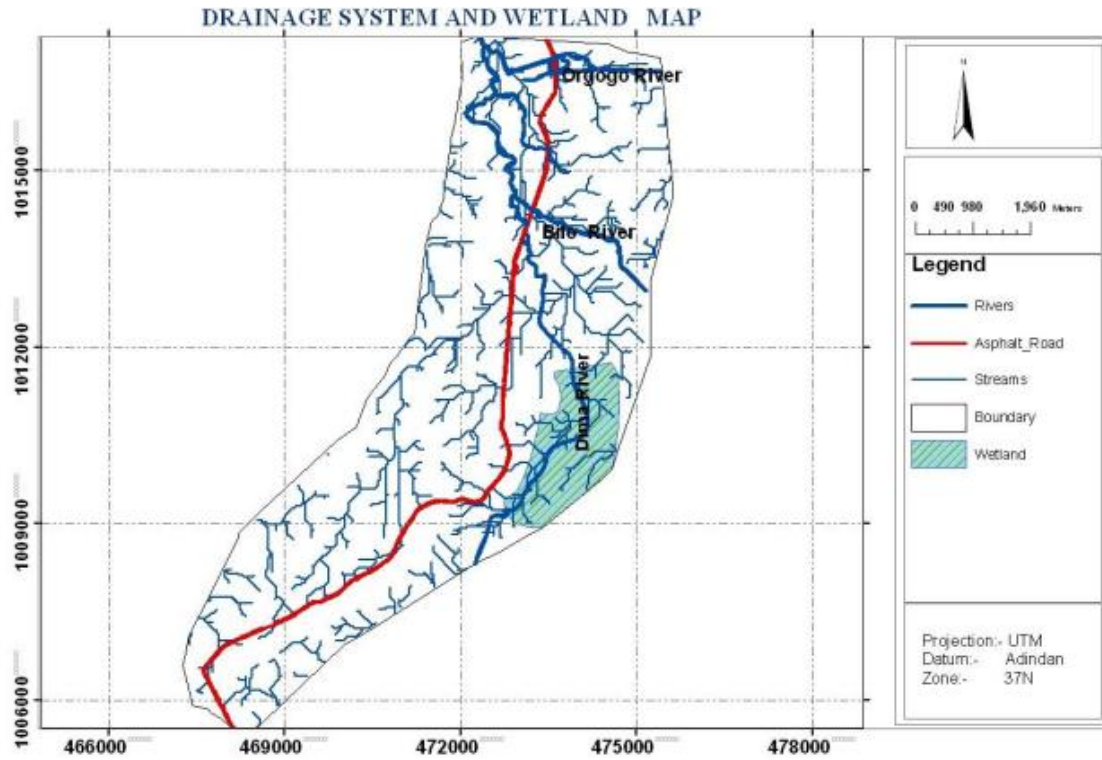 DRAINAGE SYSTEM AND WETLAND MAP
Orgogo River
Bilo River
Dima River
1015000
1012000
1009000
1006000
466000
469000
472000
475000
478000
N
0 490 980 1,960 Meters
Legend
Rivers
Asphalt_Road
Streams
Boundary
Wetland
Projection:- UTM
Datum:- Adindan
Zone:- 37N